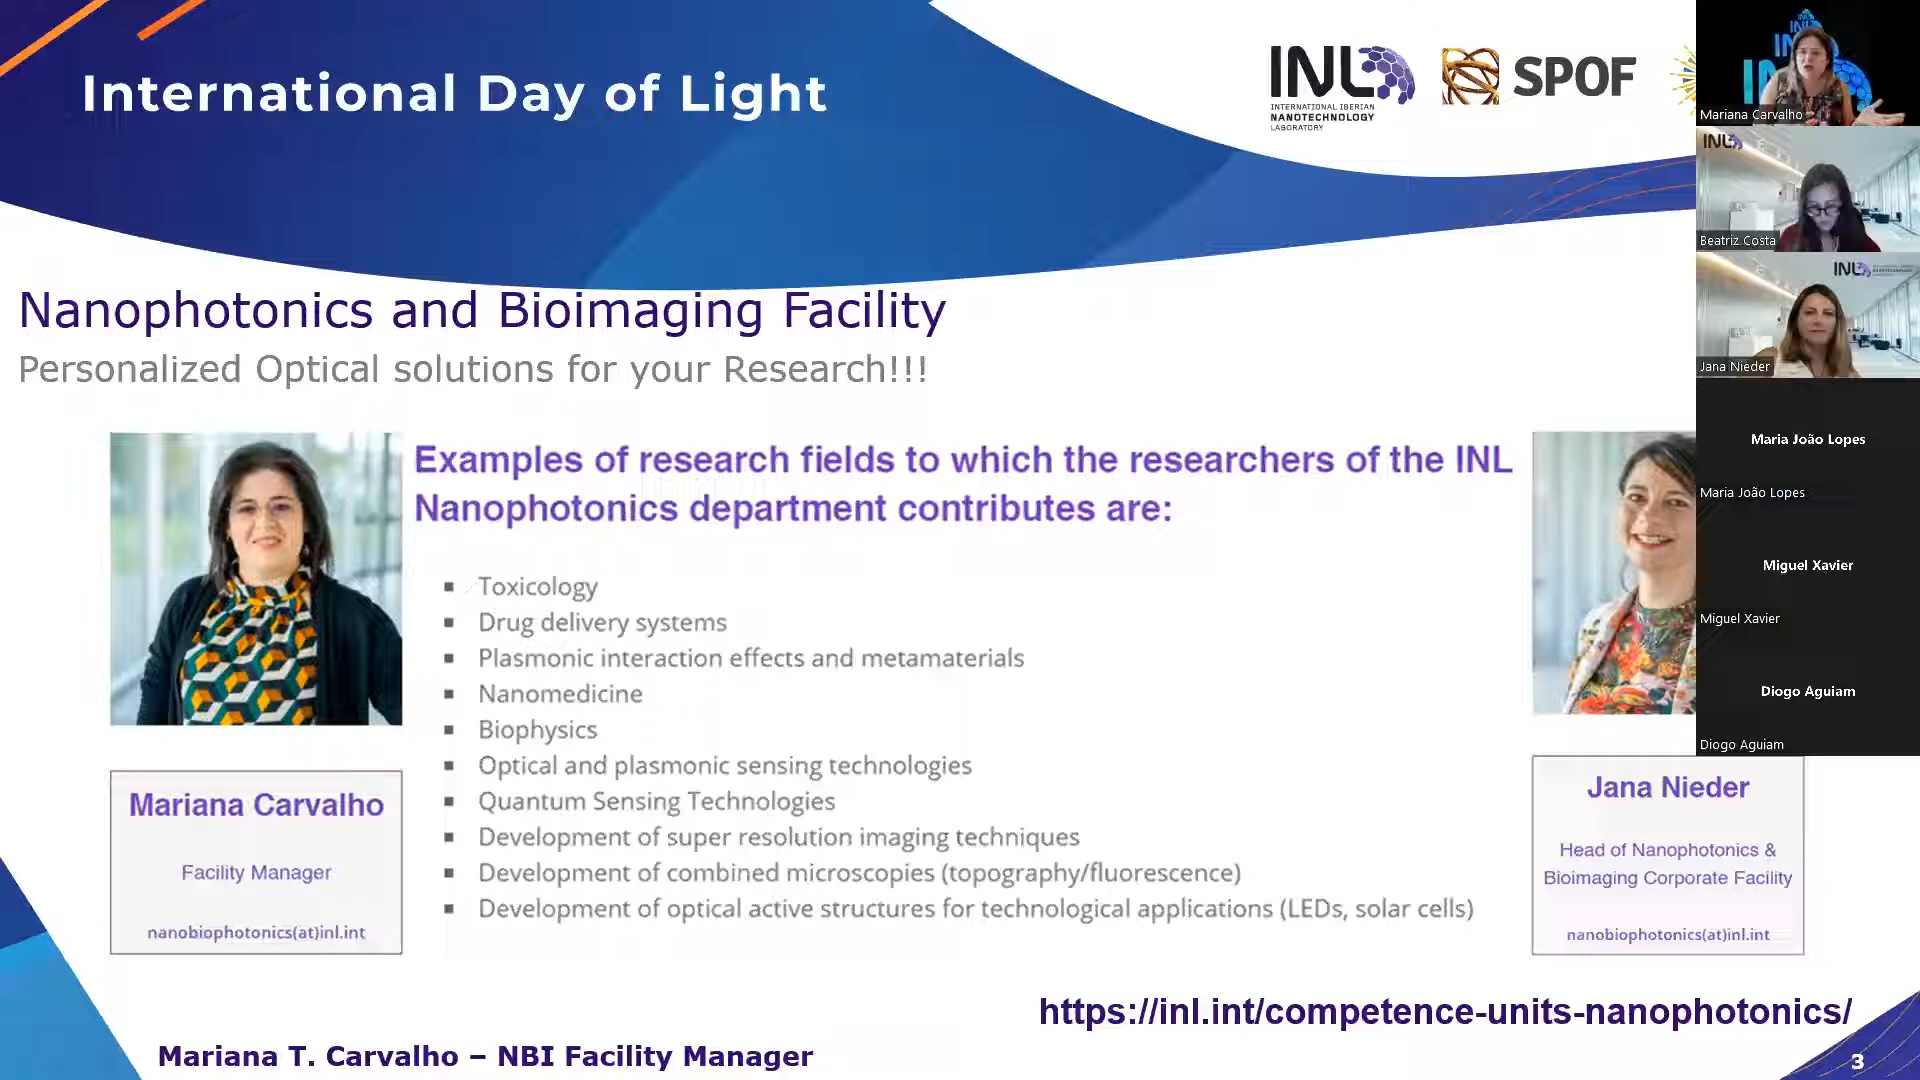 International Day of Light
INL
INTERNATIONAL IBERIAN
NANOTECHNOLOGY
LABORATORY
SPOF
Nanophotonics and Bioimaging Facility
Personalized Optical solutions for your Research!!!
Examples of research fields to which the researchers of the INL
Nanophotonics department contributes are:
▪ Toxicology
▪ Drug delivery systems
▪ Plasmonic interaction effects and metamaterials
▪ Nanomedicine
▪ Biophysics
▪ Optical and plasmonic sensing technologies
▪ Quantum Sensing Technologies
▪ Development of super resolution imaging techniques
▪ Development of combined microscopies (topography/fluorescence)
▪ Development of optical active structures for technological applications (LEDs, solar cells)
Mariana Carvalho
Facility Manager
nanobiophotonics(at)inl.int
Jana Nieder
Head of Nanophotonics &
Bioimaging Corporate Facility
nanobiophotonics(at)inl.int
https://inl.int/competence-units-nanophotonics/
Mariana T. Carvalho – NBI Facility Manager
3
INL
Mariana Carvalho
INL
Beatriz Costa
INL
Jana Nieder
Maria João Lopes
Maria João Lopes
Miguel Xavier
Miguel Xavier
Diogo Aguiam
Diogo Aguiam